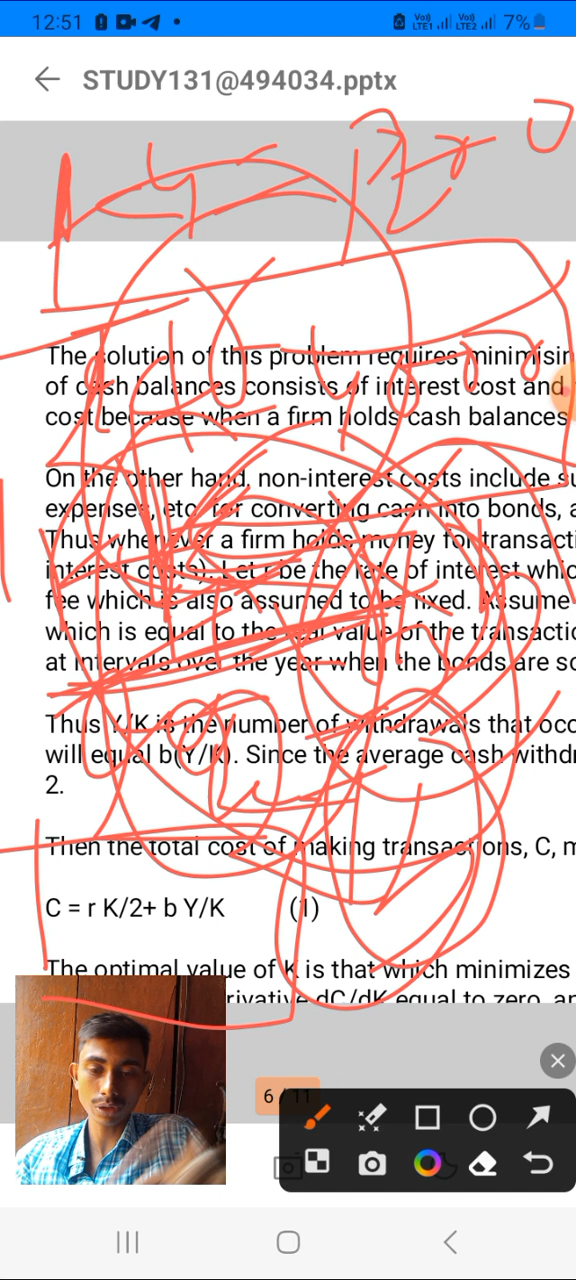 12:51
Vo)) LTE1 Vo)) LTE2 7%
STUDY131@494034.pptx
The solution of this problem requires minimisin
of cash balances consists of interest cost and
cost because when a firm holds cash balances
On the other hand, non-interest costs include su
expenses, etc. for converting cash into bonds, a
Thus whenever a firm holds money for transacti
interest costs). Let r be the rate of interest whic
fee which is also assumed to be fixed. Assume
which is equal to the real value of the transactio
at intervals over the year when the bonds are so
Thus Y/K is the number of withdrawals that occ
will equal b(Y/K). Since the average cash withdr
2.
Then the total cost of making transactions, C, m
C = r K/2+ b Y/K (1)
The optimal value of K is that which minimizes
rivative dC/dK equal to zero, an
6 / 11